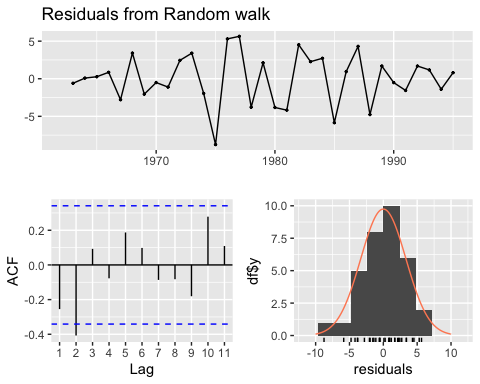 Residuals from Random walk
5
0
-5
1970
1980
1990
ACF
0.2
0.0
-0.2
-0.4
1 2 3 4 5 6 7 8 9 10 11
Lag
df$y
10.0
7.5
5.0
2.5
0.0
-10 -5 0 5 10
residuals